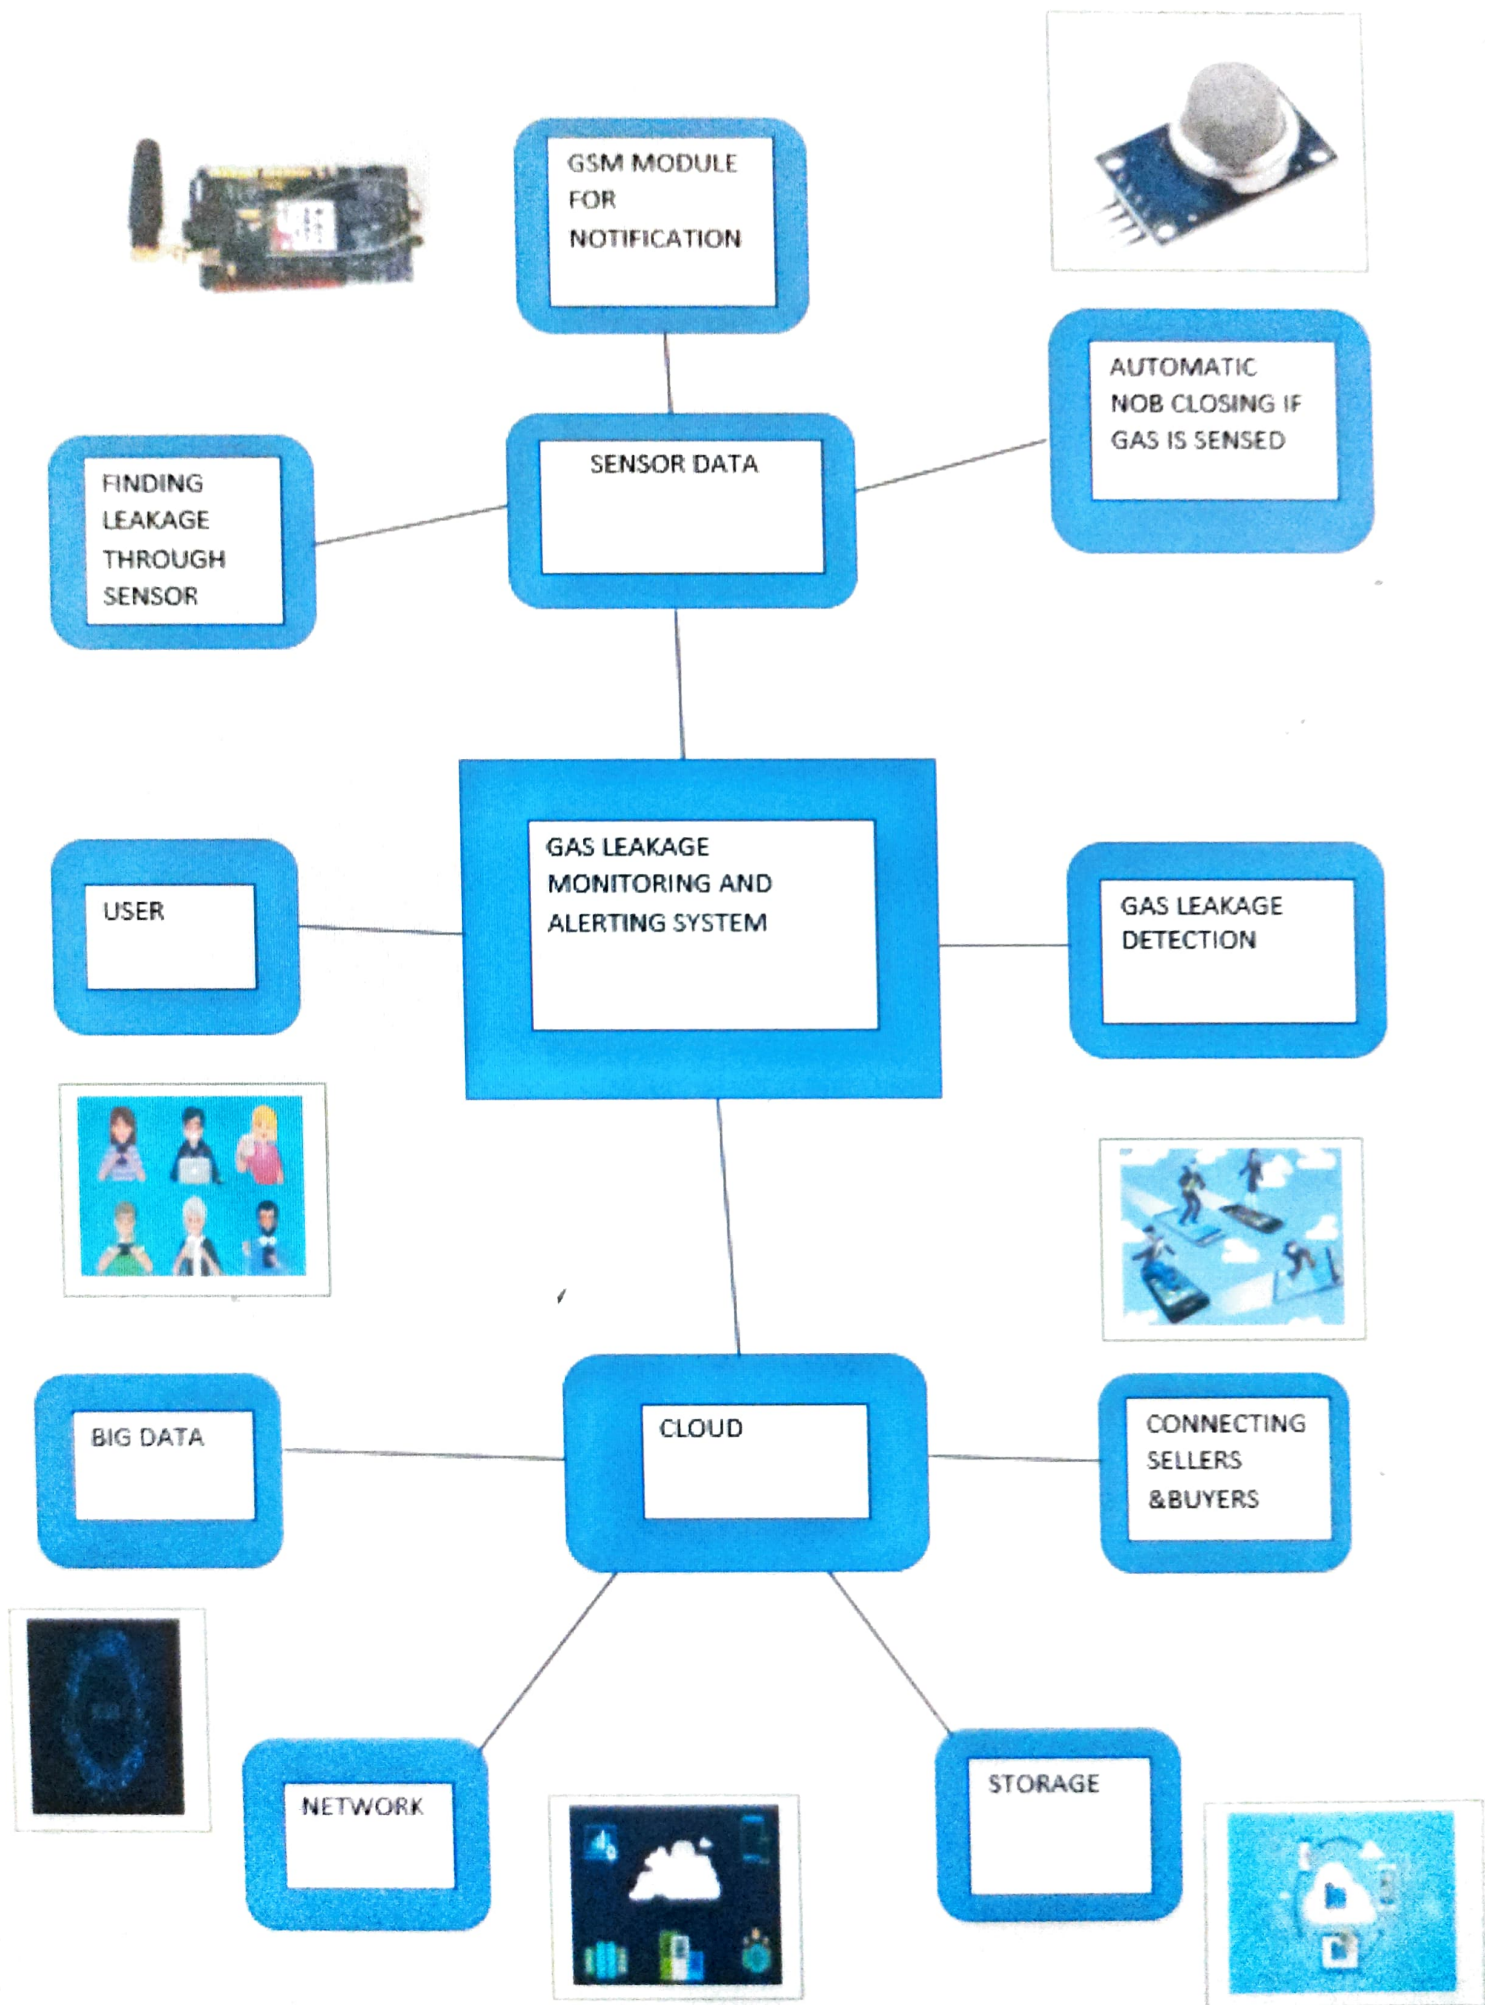 GSM MODULE
FOR
NOTIFICATION
AUTOMATIC
NOB CLOSING IF
GAS IS SENSED
SENSOR DATA
FINDING
LEAKAGE
THROUGH
SENSOR
GAS LEAKAGE
MONITORING AND
ALERTING SYSTEM
USER
GAS LEAKAGE
DETECTION
BIG DATA
CLOUD
CONNECTING
SELLERS
&BUYERS
NETWORK
STORAGE